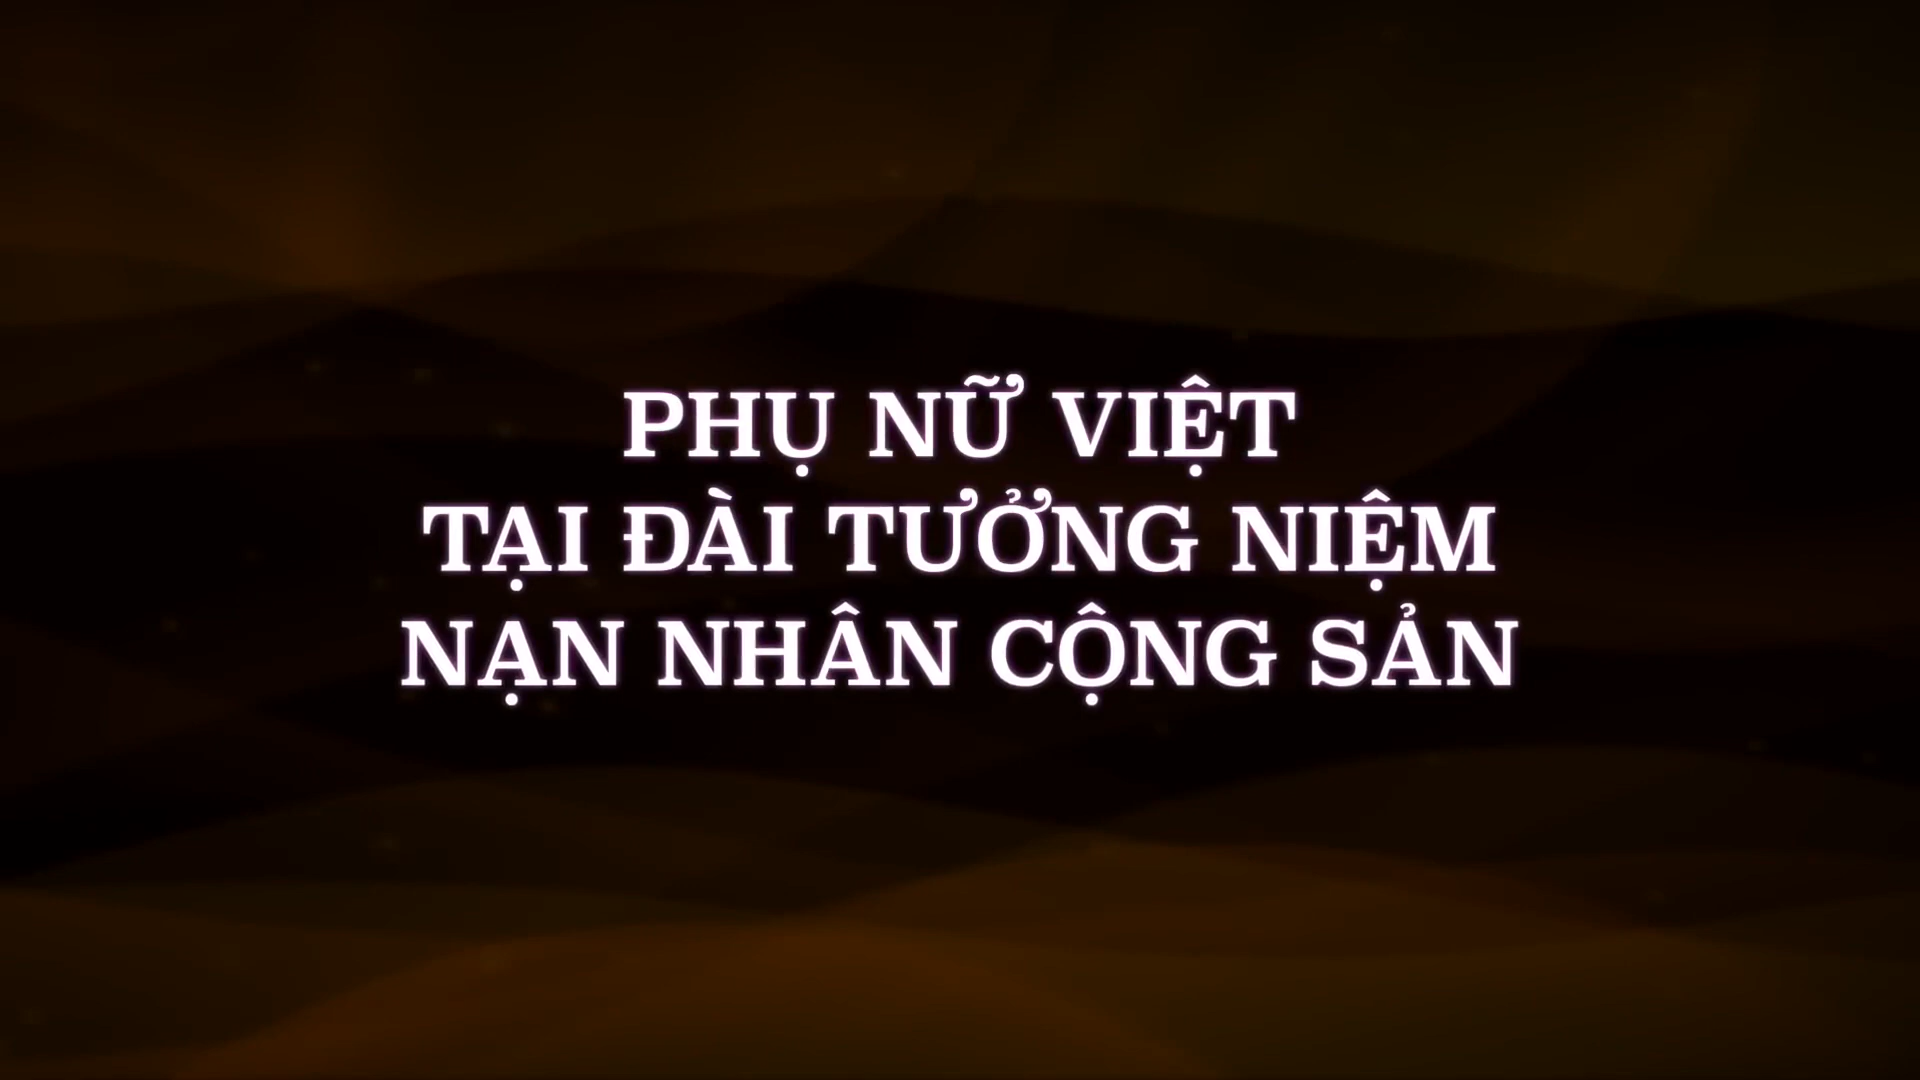 PHỤ NỮ VIỆT
TẠI ĐÀI TƯỞNG NIỆM
NẠN NHÂN CỘNG SẢN